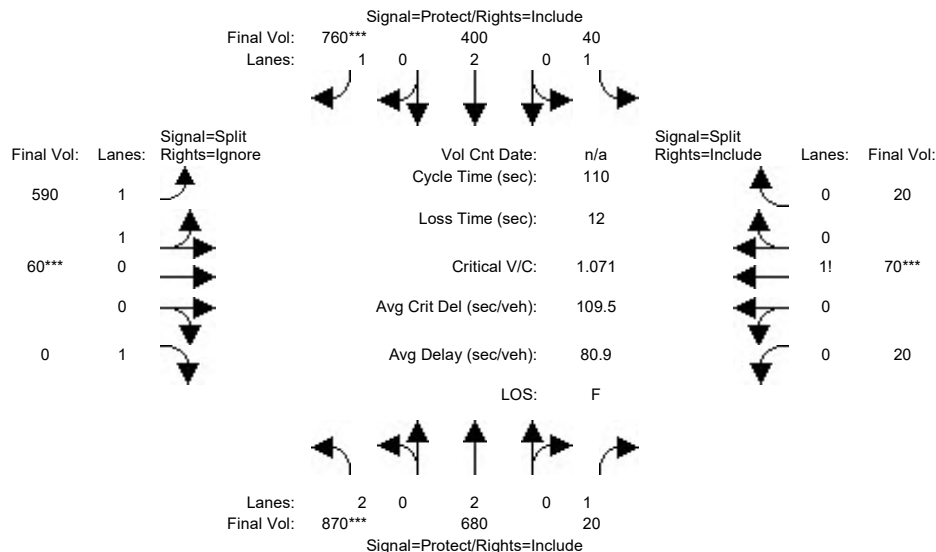 Signal=Protect/Rights=Include
Final Vol: 760*** 400 40
Lanes: 1 0 2 0 1
Signal=Split
Final Vol: Lanes: Rights=Ignore
Vol Cnt Date: n/a
Signal=Split
Rights=Include Lanes: Final Vol:
Cycle Time (sec): 110
590 1
0 20
Loss Time (sec): 12
1
0
60*** 0
Critical V/C: 1.071
1! 70***
0
Avg Crit Del (sec/veh): 109.5
0
0 1
Avg Delay (sec/veh): 80.9
0 20
LOS: F
Lanes: 2 0 2 0 1
Final Vol: 870*** 680 20
Signal=Protect/Rights=Include